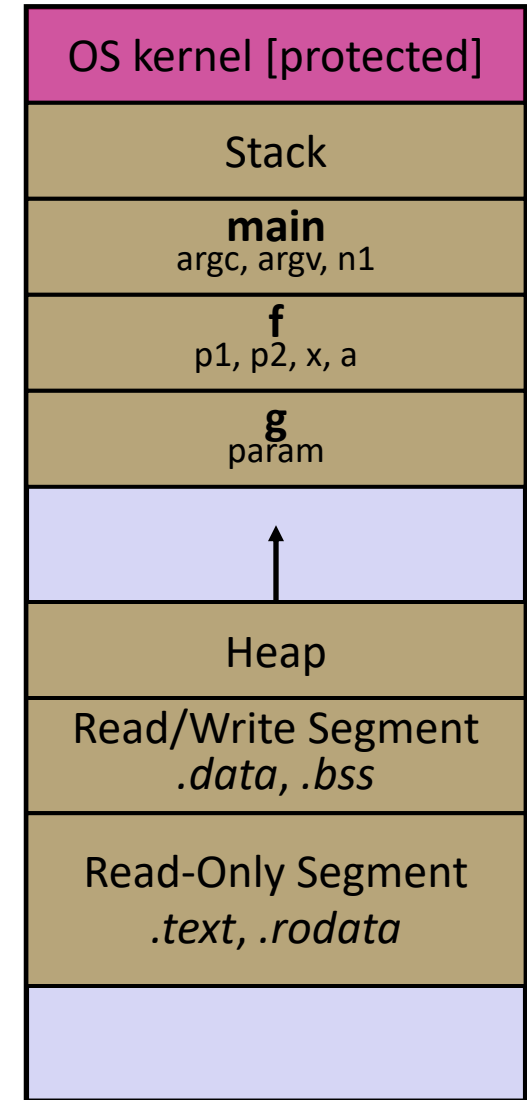 OS kernel [protected]
Stack
main
argc, argv, n1
f
p1, p2, x, a
g
param
Heap
Read/Write Segment
.data, .bss
Read-Only Segment
.text, .rodata